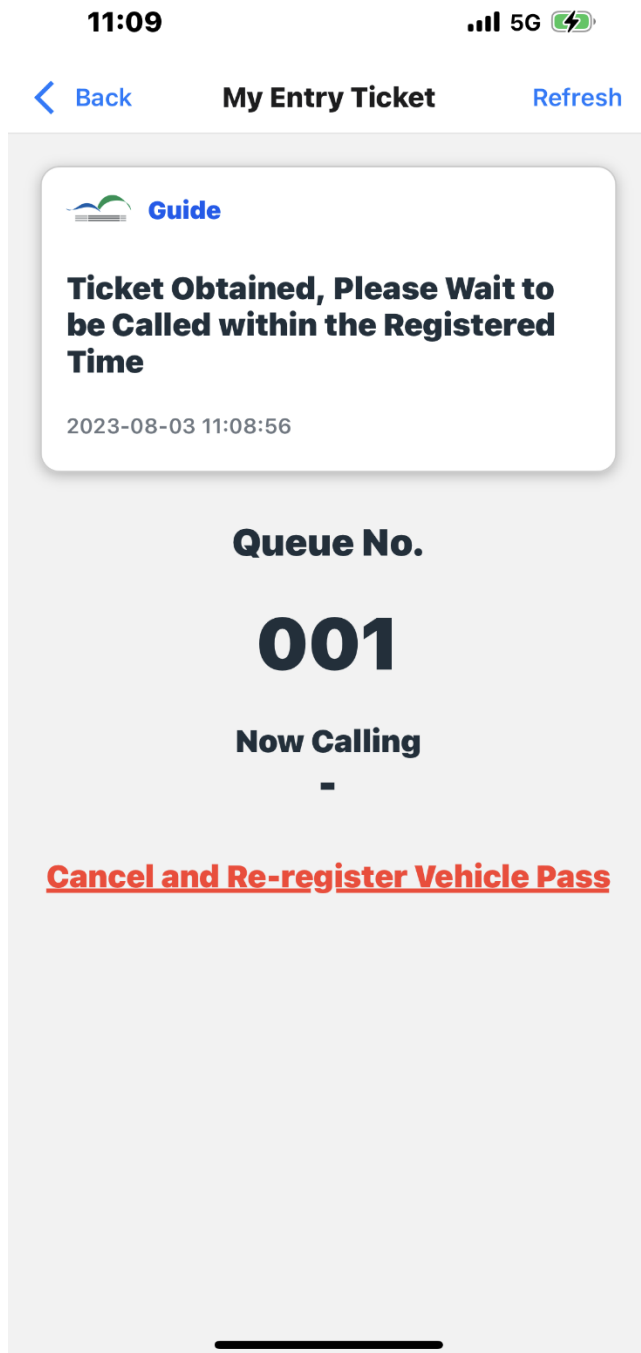 11:09
5G
Back
My Entry Ticket
Refresh
Guide
Ticket Obtained, Please Wait to
be Called within the Registered
Time
2023-08-03 11:08:56
Queue No.
001
Now Calling
-
Cancel and Re-register Vehicle Pass